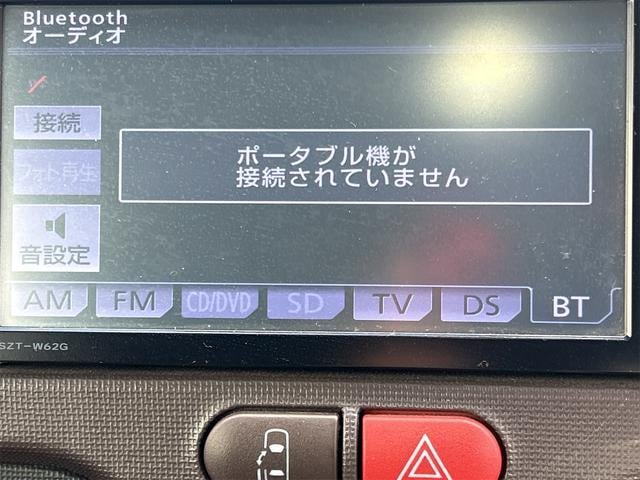 Bluetooth
オーディオ
接続
フォト再生
ポータブル機が
接続されていません
音設定
AM FM CD/DVD SD TV DS BT
SZT-W62G